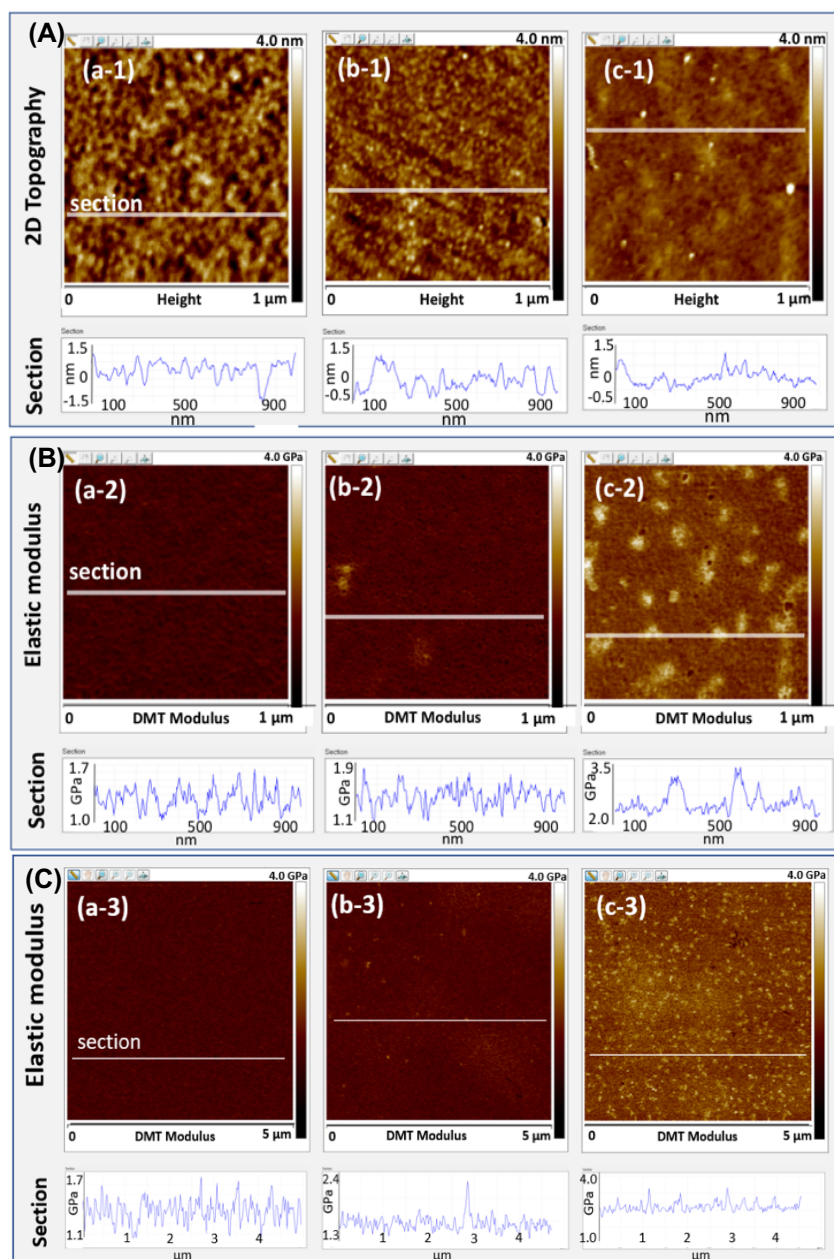 (A)
2D Topography
4.0 nm
(a-1)
section
0 Height 1 µm
4.0 nm
(b-1)
0 Height 1 µm
4.0 nm
(c-1)
0 Height 1 µm
Section
Section
1.5
0
-1.5
nm
100 500 900
nm
Section
1.5
0
-0.5
nm
100 500 900
nm
Section
1.5
0
-0.5
nm
100 500 900
nm
(B)
Elastic modulus
4.0 GPa
(a-2)
section
0 DMT Modulus 1 µm
4.0 GPa
(b-2)
0 DMT Modulus 1 µm
4.0 GPa
(c-2)
0 DMT Modulus 1 µm
Section
Section
1.7
GPa
1.0
100 500 900
nm
Section
1.9
GPa
1.1
100 500 900
nm
Section
3.5
GPa
2.0
100 500 900
nm
(C)
Elastic modulus
4.0 GPa
(a-3)
section
0 DMT Modulus 5 µm
4.0 GPa
(b-3)
0 DMT Modulus 5 µm
4.0 GPa
(c-3)
0 DMT Modulus 5 µm
Section
1.7
GPa
1.1
1 2 3 4
µm
2.4
GPa
1.3
1 2 3 4
µm
4.0
GPa
1.0
1 2 3 4
µm